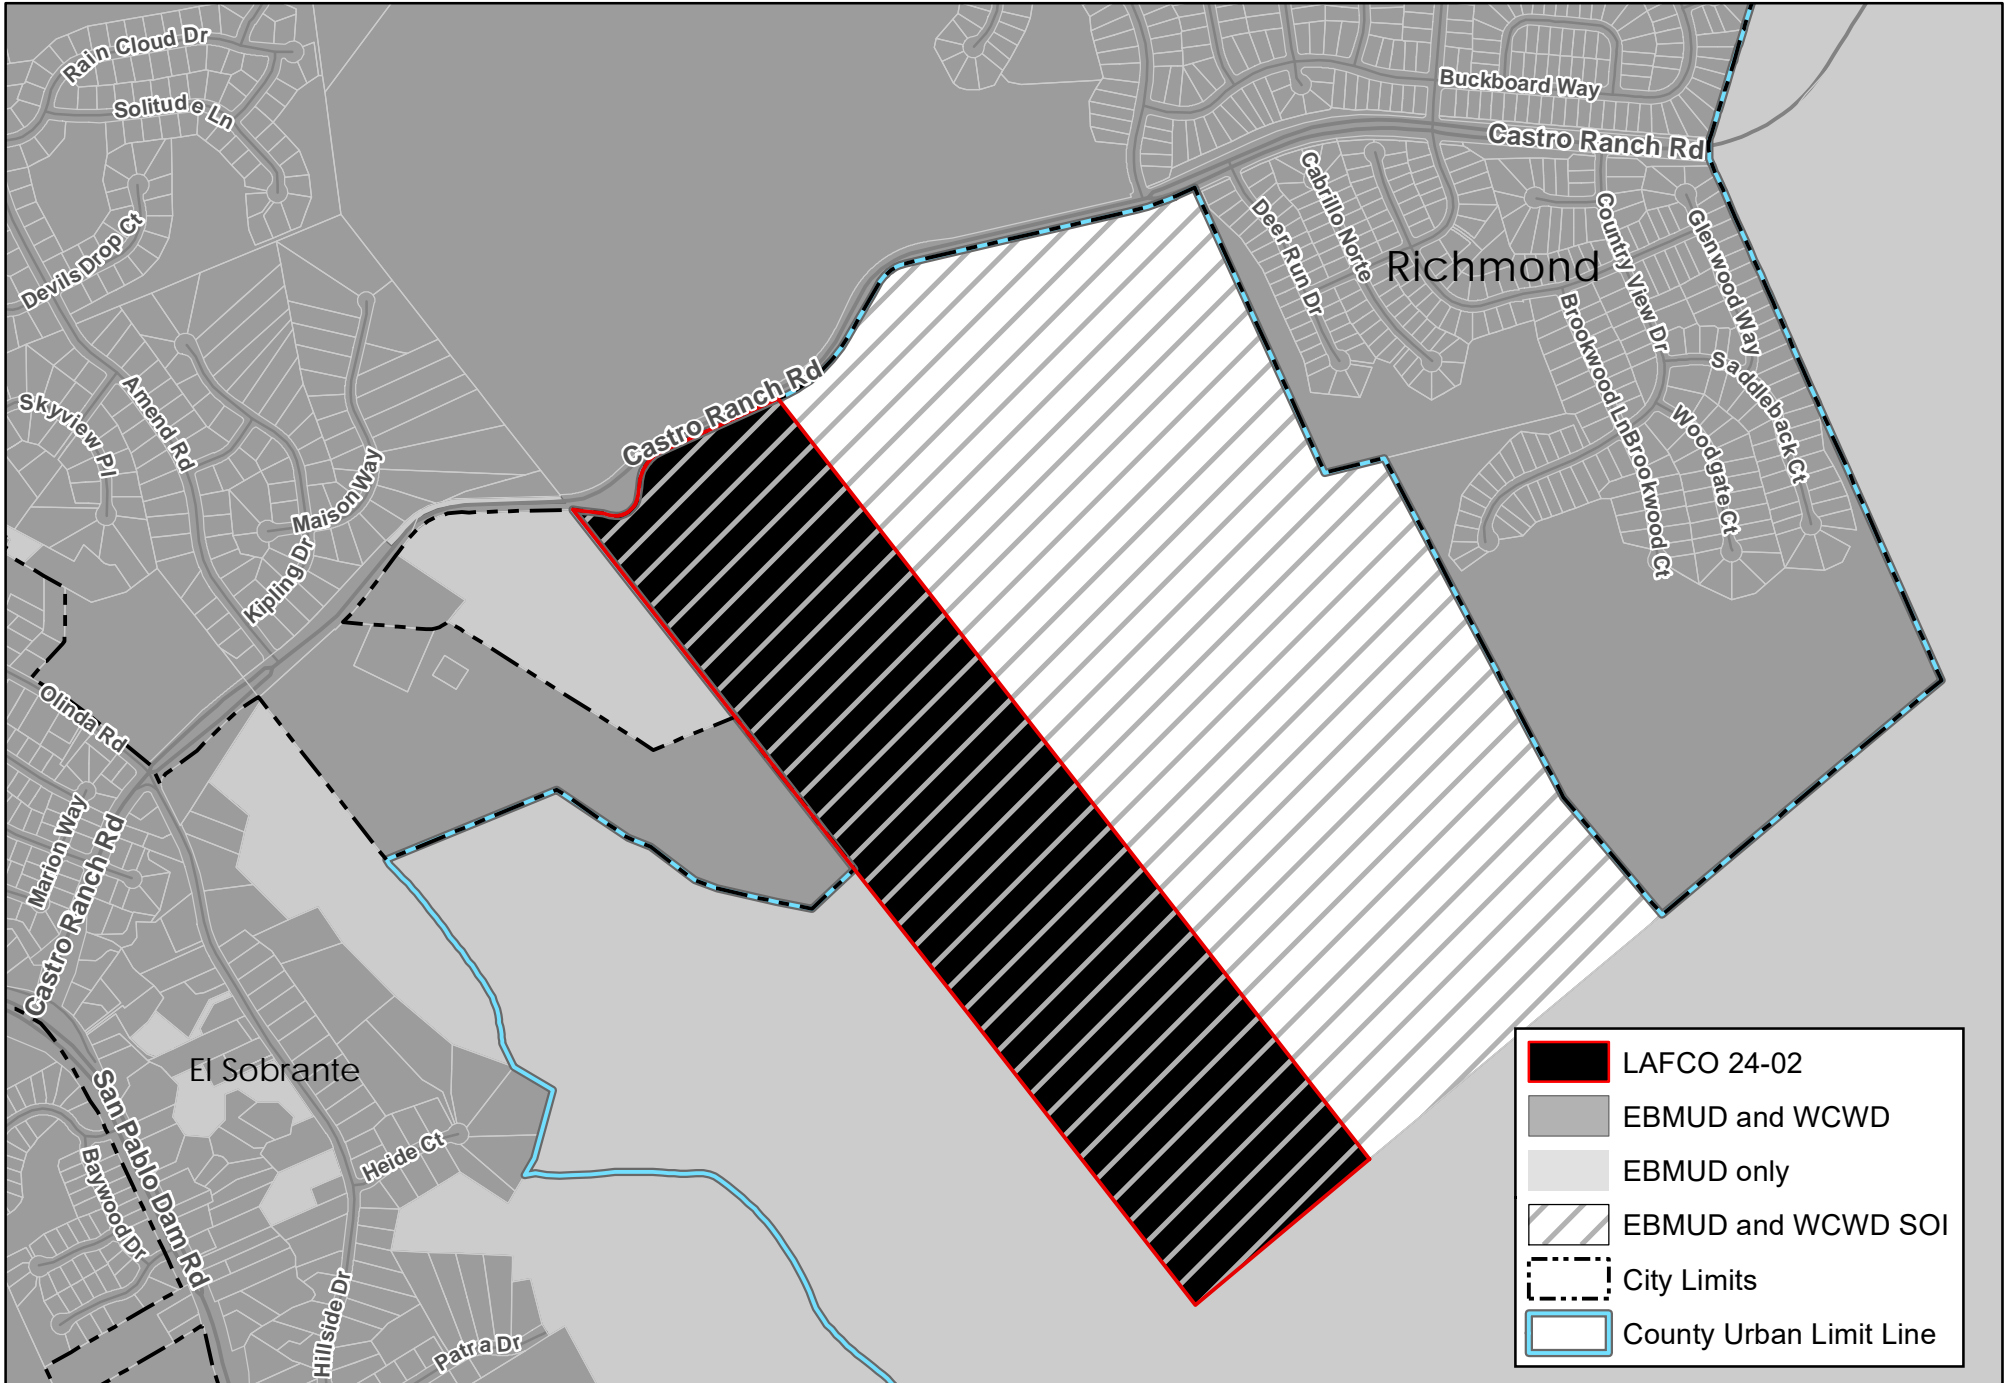 Rain Cloud Dr
Solitude Ln
Devils Drop Ct
Skyview Pl
Amend Rd
Maison Way
Kipling Dr
Olinda Rd
Marion Way
Castro Ranch Rd
El Sobrante
San Pablo Dam Rd
Baywood Dr
Heide Ct
Hillside Dr
Patra Dr
Castro Ranch Rd
Buckboard Way
Castro Ranch Rd
Cabrillo Norte
Deer Run Dr
Richmond
Country View Dr
Glenwood Way
Brookwood Ln
Saddleback Ct
Woodgate Ct
Brookwood Ct
LAFCO 24-02
EBMUD and WCWD
EBMUD only
EBMUD and WCWD SOI
City Limits
County Urban Limit Line